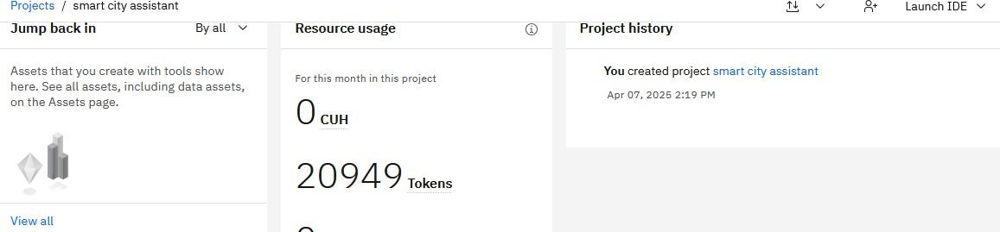 Projects / smart city assistant
Launch IDE
Jump back in
By all
Assets that you create with tools show
here. See all assets, including data assets,
on the Assets page.
View all
Resource usage
For this month in this project
0 CUH
20949 Tokens
Project history
You created project smart city assistant
Apr 07, 2025 2:19 PM